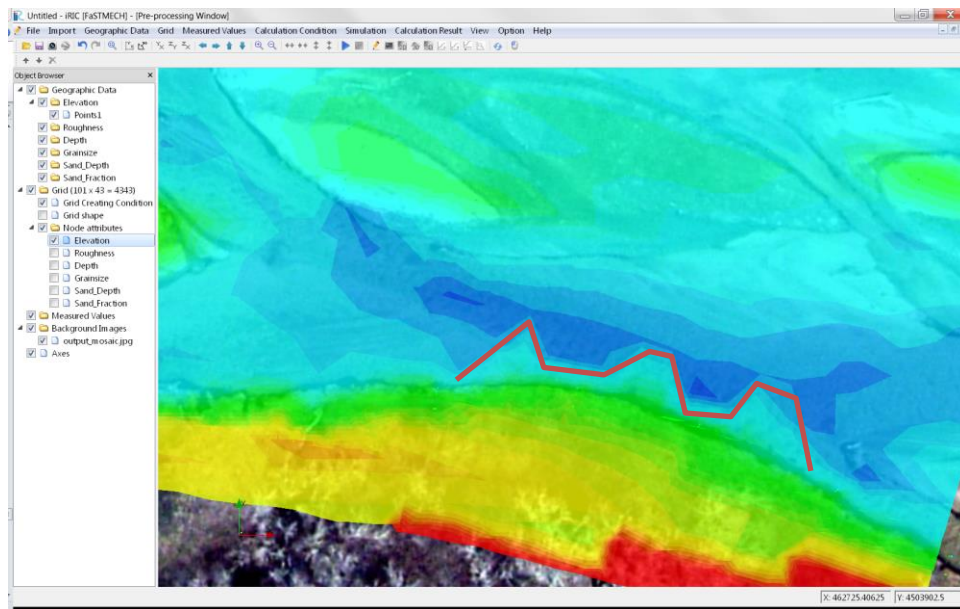 Untitled - iRIC [FaSTMECH] - [Pre-processing Window]
File Import Geographic Data Grid Measured Values Calculation Condition Simulation Calculation Result View Option Help
Object Browser
Geographic Data
Elevation
Points1
Roughness
Depth
Grainsize
Sand_Depth
Sand_Fraction
Grid (101 x 43 = 4343)
Grid Creating Condition
Grid shape
Node attributes
Elevation
Roughness
Depth
Grainsize
Sand_Depth
Sand_Fraction
Measured Values
Background Images
output_mosaic.jpg
Axes
X: 462725.40625 Y: 4503902.5